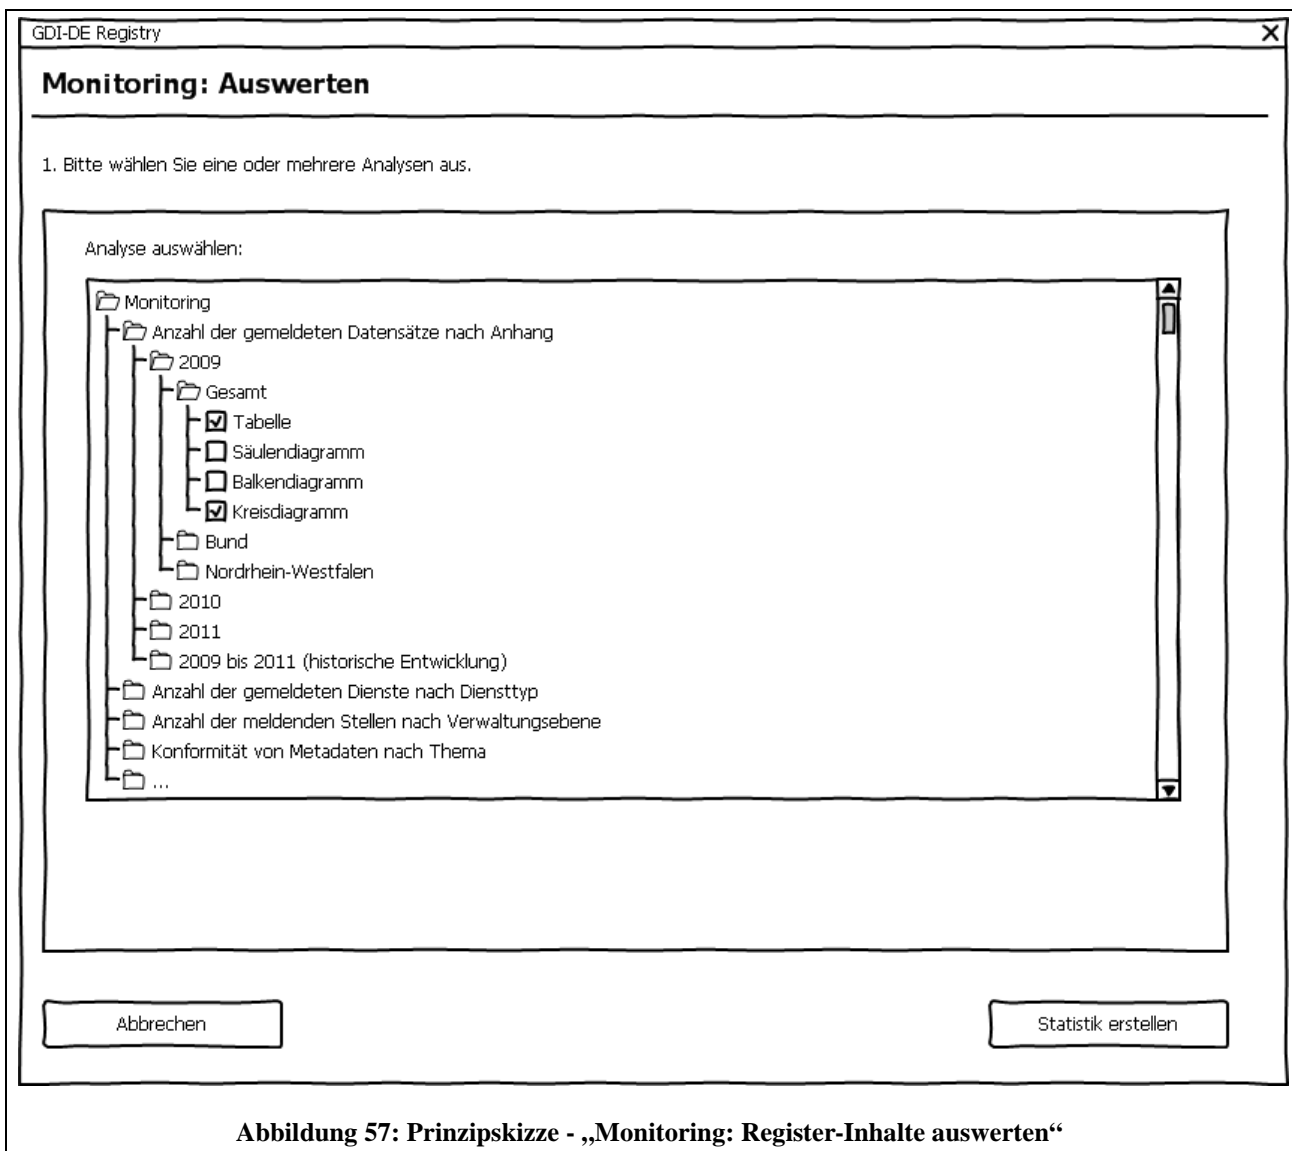 GDI-DE Registry
Monitoring: Auswerten
1. Bitte wählen Sie eine oder mehrere Analysen aus.
Analyse auswählen:
Monitoring
Anzahl der gemeldeten Datensätze nach Anhang
2009
Gesamt
Tabelle
Säulendiagramm
Balkendiagramm
Kreisdiagramm
Bund
Nordrhein-Westfalen
2010
2011
2009 bis 2011 (historische Entwicklung)
Anzahl der gemeldeten Dienste nach Diensttyp
Anzahl der meldenden Stellen nach Verwaltungsebene
Konformität von Metadaten nach Thema
...
Abbrechen
Statistik erstellen
Abbildung 57: Prinzipskizze - „Monitoring: Register-Inhalte auswerten“